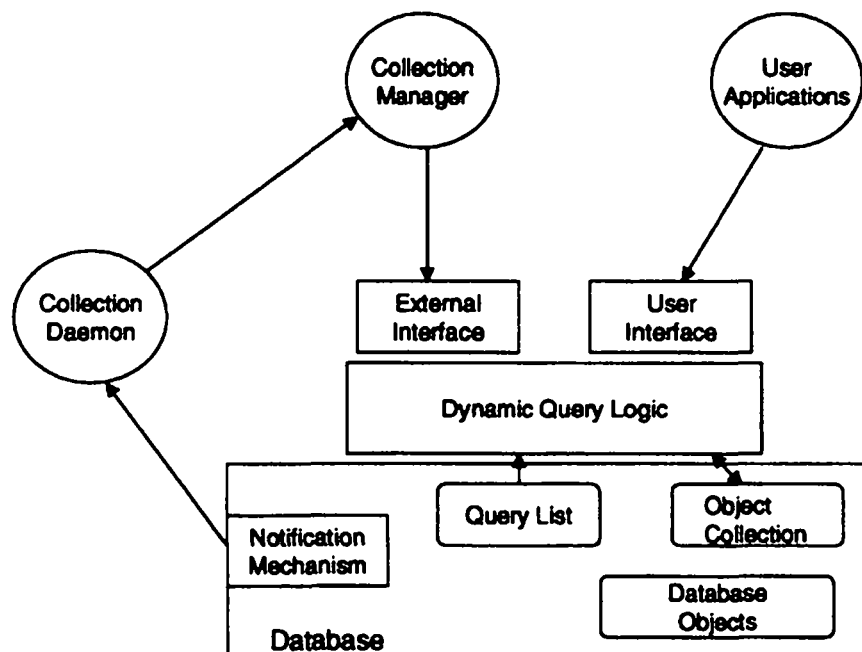 Collection
Manager
User
Applications
Collection
Daemon
External
Interface
User
Interface
Dynamic Query Logic
Query List
Object
Collection
Notification
Mechanism
Database
Objects
Database